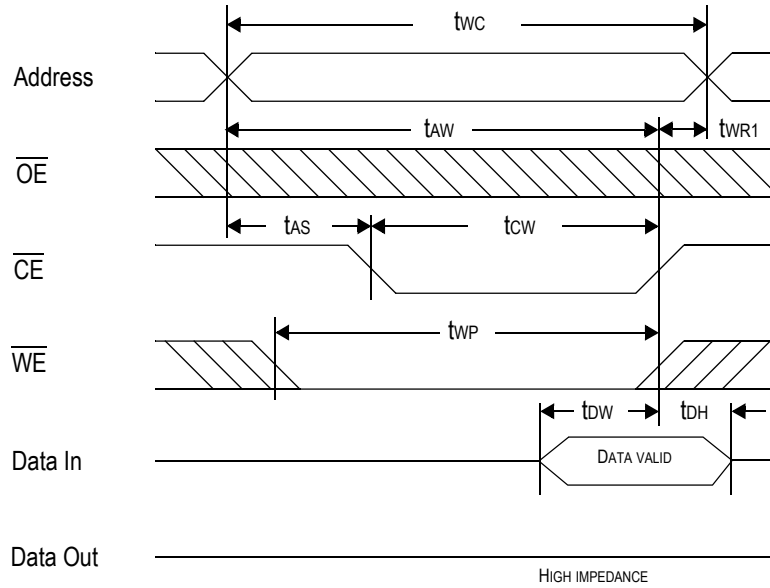 tWC
Address
tAW
tWR1
OE
tAS
tCW
CE
tWP
WE
tDW
tDH
Data In
DATA VALID
Data Out
HIGH IMPEDANCE